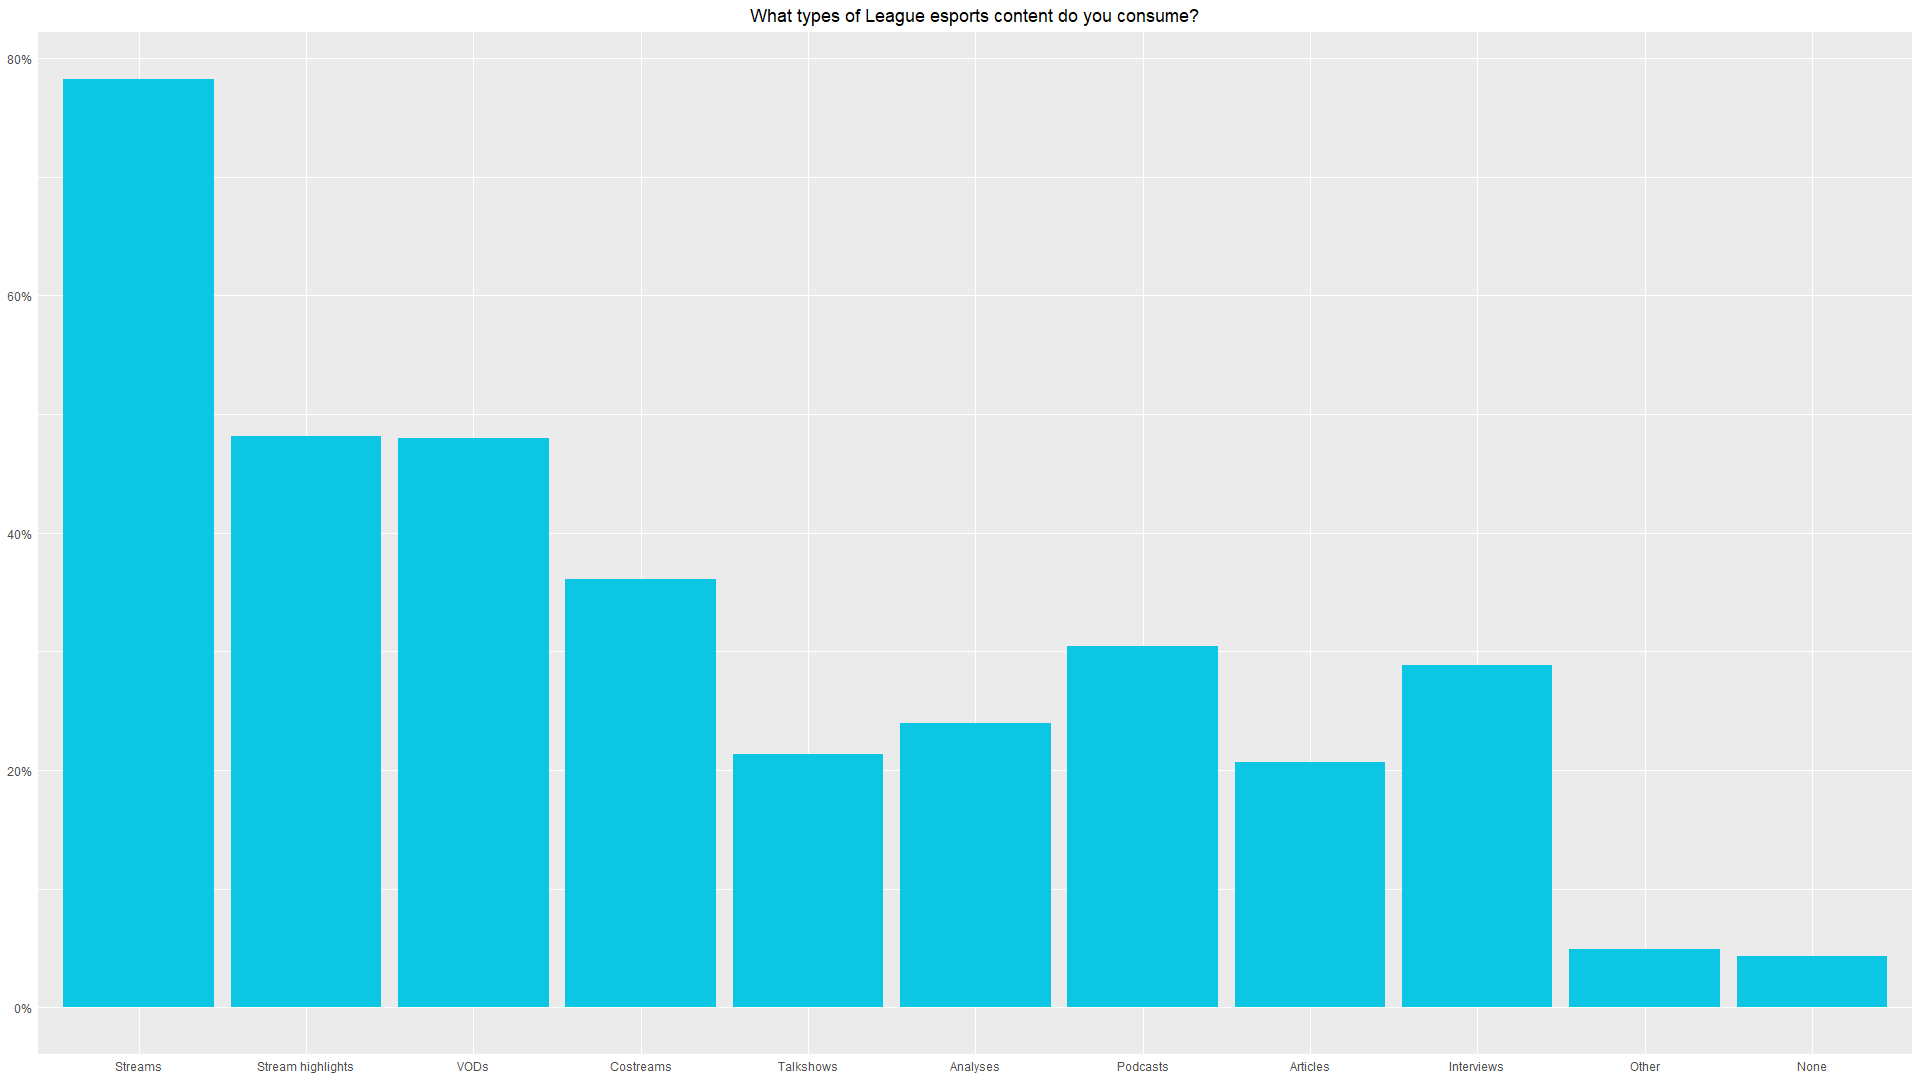 What types of League esports content do you consume?
80%
60%
40%
20%
0%
Streams Stream highlights VODs Costreams Talkshows Analyses Podcasts Articles Interviews Other None